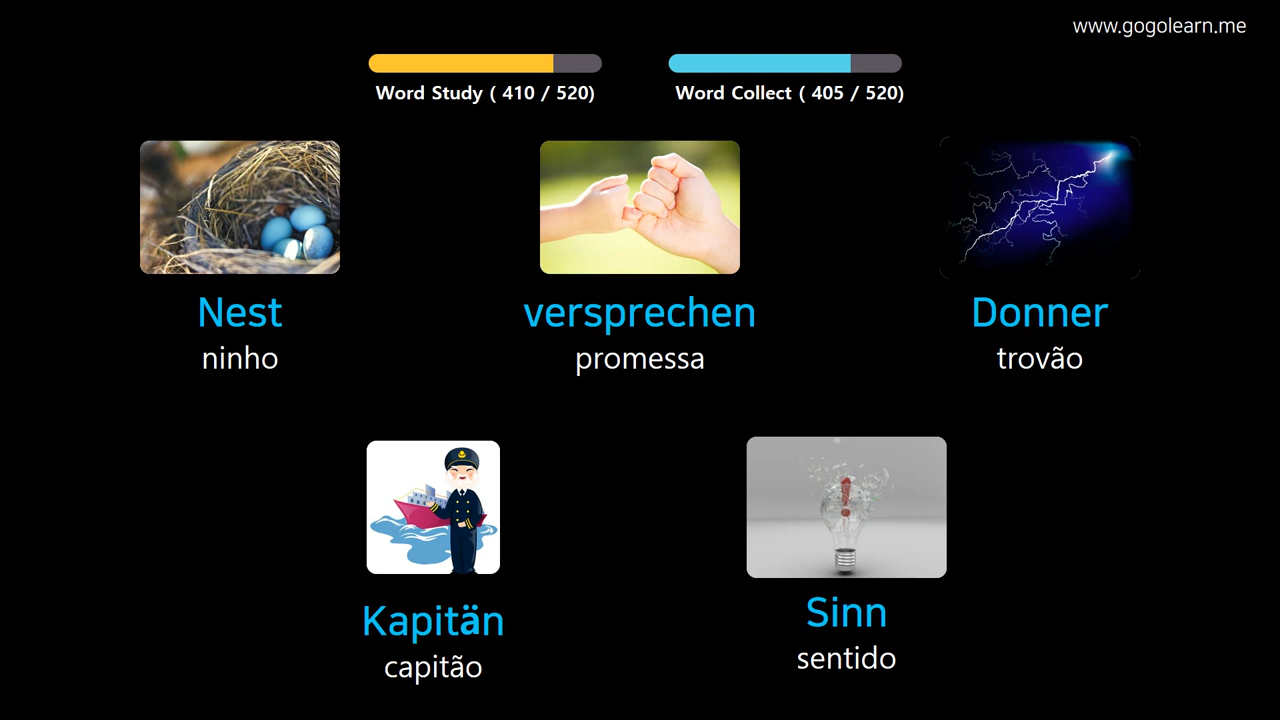 www.gogolearn.me
Word Study ( 410 / 520)
Word Collect ( 405 / 520)
Nest
ninho
versprechen
promessa
Donner
trovão
Kapitän
capitão
Sinn
sentido